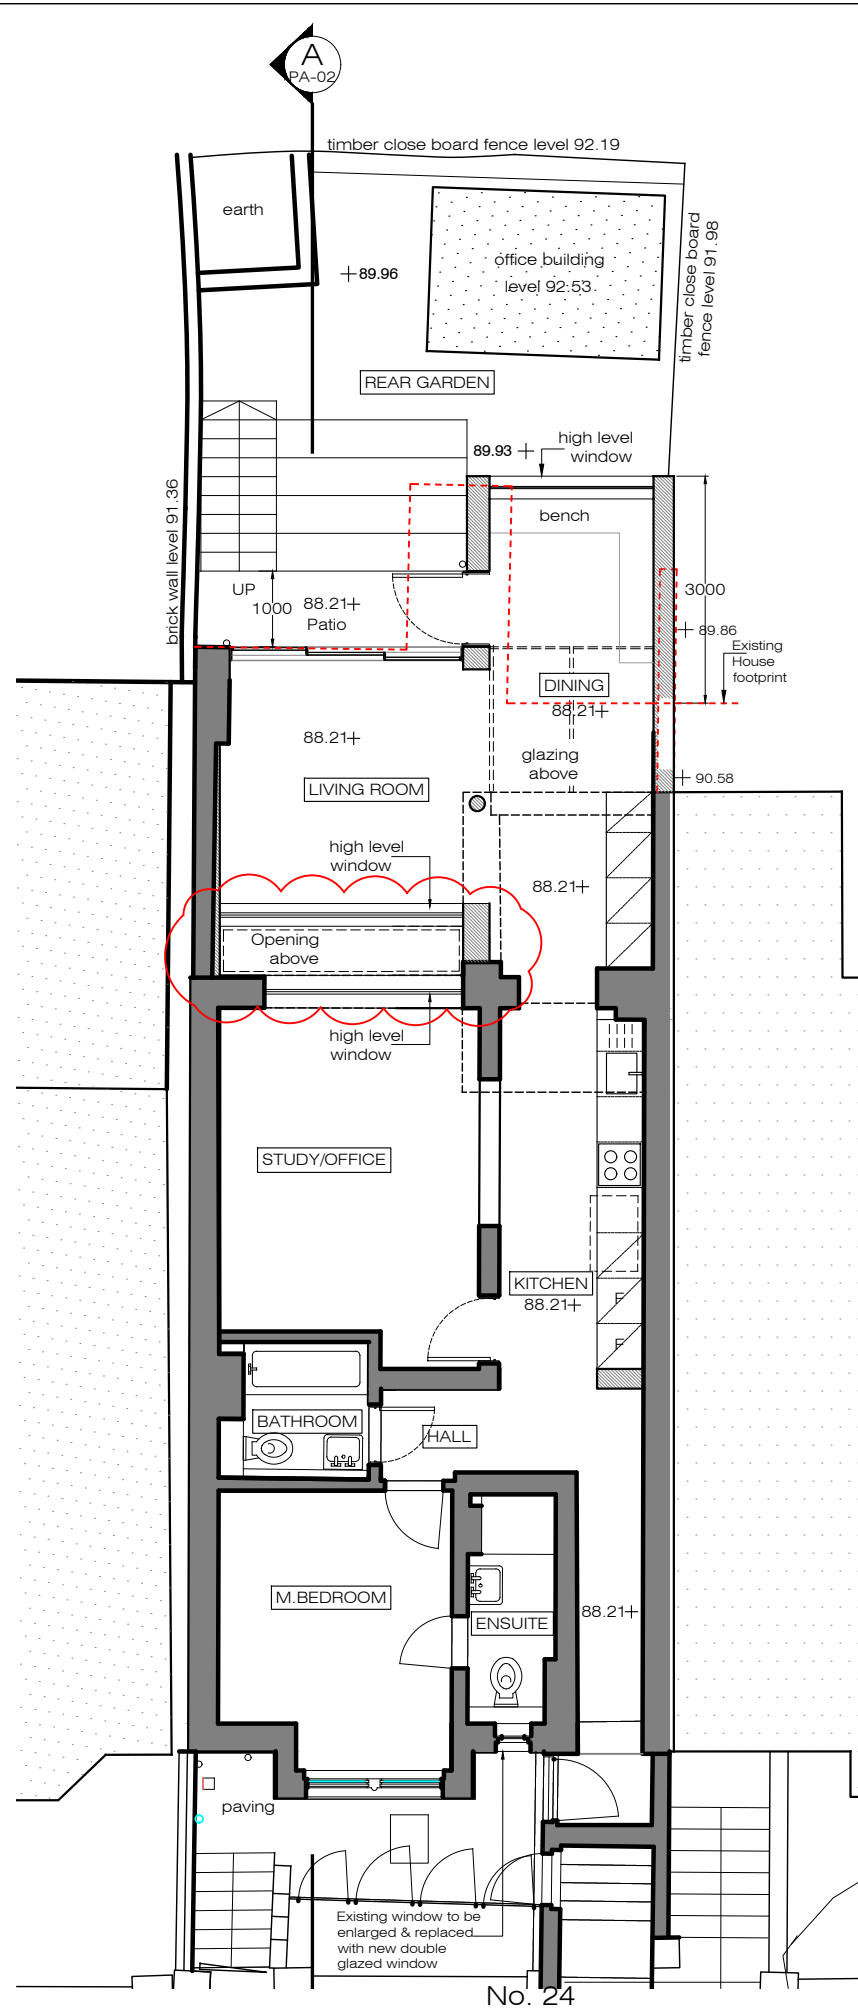 A
PA-02
timber close board fence level 92.19
earth
89.96
office building
level 92.53
timber close board
fence level 91.98
REAR GARDEN
89.93
high level
window
brick wall level 91.36
bench
UP
1000
88.21
Patio
3000
89.86
Existing
House
footprint
DINING
88.21
88.21
glazing
above
90.58
LIVING ROOM
high level
window
88.21
Opening
above
high level
window
STUDY/OFFICE
KITCHEN
88.21
F
F
BATHROOM
HALL
M.BEDROOM
88.21
ENSUITE
paving
Existing window to be
enlarged & replaced
with new double
glazed window
No. 24